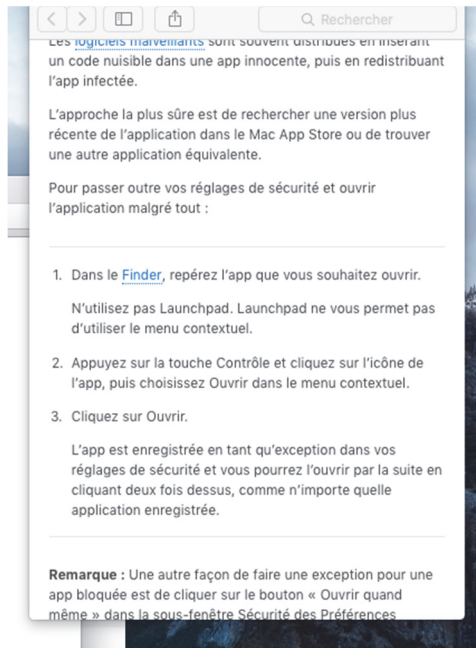 Rechercher
Les logiciels malveillants sont souvent distribués en insérant
un code nuisible dans une app innocente, puis en redistribuant
l'app infectée.
L'approche la plus sûre est de rechercher une version plus
récente de l'application dans le Mac App Store ou de trouver
une autre application équivalente.
Pour passer outre vos réglages de sécurité et ouvrir
l'application malgré tout :
1. Dans le Finder, repérez l'app que vous souhaitez ouvrir.
N'utilisez pas Launchpad. Launchpad ne vous permet pas
d'utiliser le menu contextuel.
2. Appuyez sur la touche Contrôle et cliquez sur l'icône de
l'app, puis choisissez Ouvrir dans le menu contextuel.
3. Cliquez sur Ouvrir.
L'app est enregistrée en tant qu'exception dans vos
réglages de sécurité et vous pourrez l'ouvrir par la suite en
cliquant deux fois dessus, comme n'importe quelle
application enregistrée.
Remarque : Une autre façon de faire une exception pour une
app bloquée est de cliquer sur le bouton « Ouvrir quand
même » dans la sous-fenêtre Sécurité des Préférences